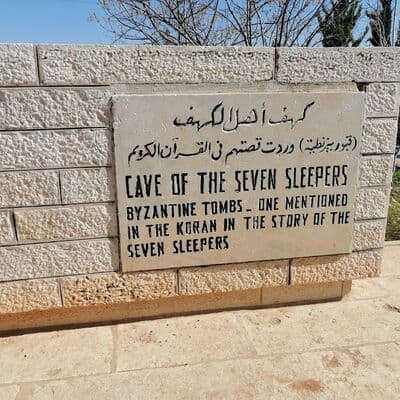 كهف أهل الكهف
(قبور بيزنطية) وردت قصتهم في القرآن الكريم
CAVE OF THE SEVEN SLEEPERS
BYZANTINE TOMBS - ONE MENTIONED
IN THE KORAN IN THE STORY OF THE
SEVEN SLEEPERS